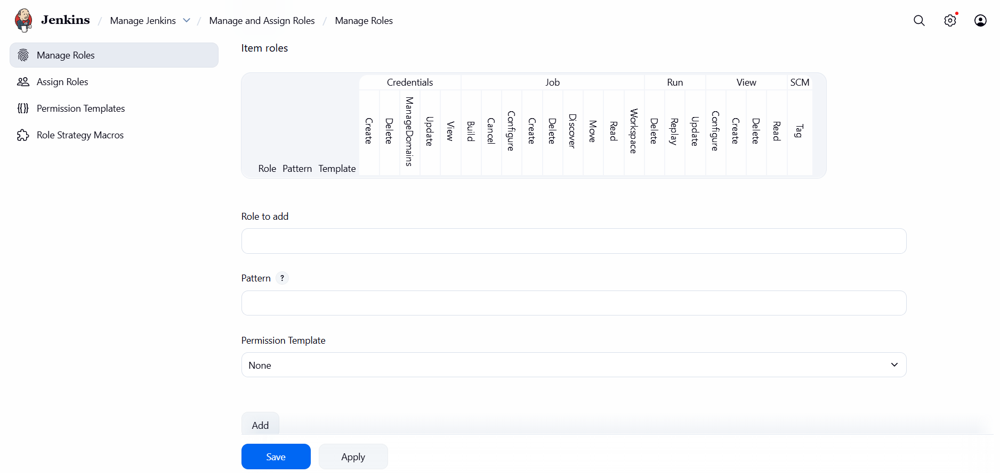 Jenkins / Manage Jenkins / Manage and Assign Roles / Manage Roles
Manage Roles
Assign Roles
Permission Templates
Role Strategy Macros
Item roles
Credentials Job Run View SCM
Role Pattern Template Create Delete ManageDomains Update View Build Cancel Configure Create Delete Discover Move Read Workspace Delete Replay Update Configure Create Delete Read Tag
Role to add
Pattern ?
Permission Template
None
Add
Save Apply